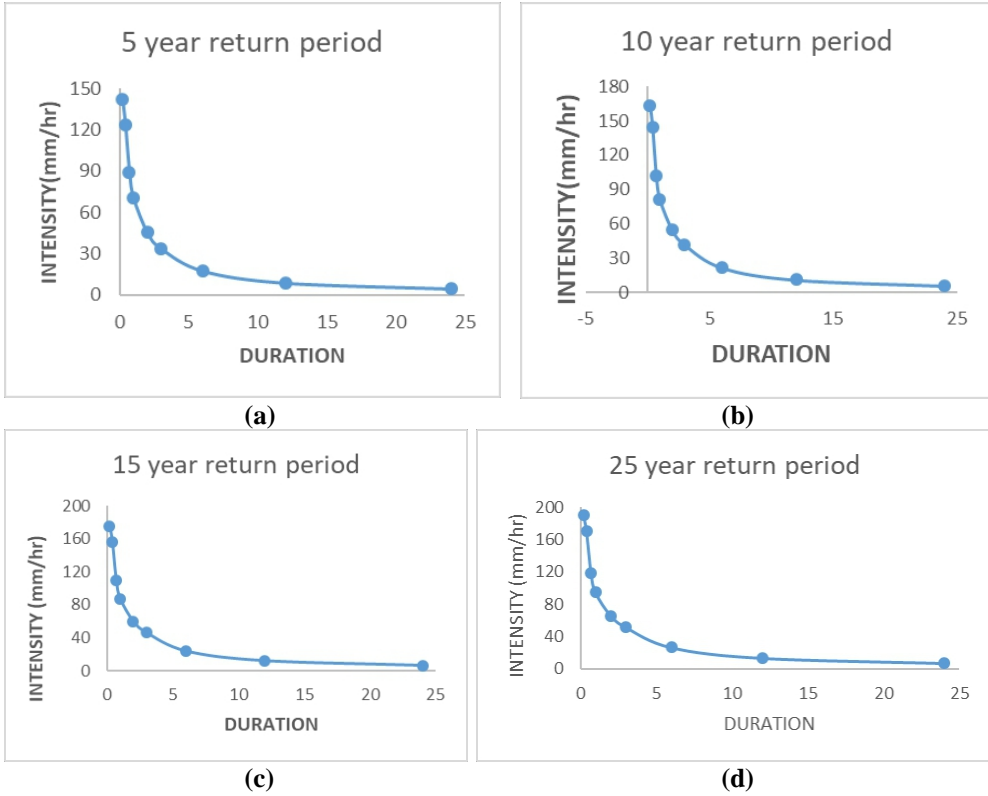 5 year return period
INTENSITY(mm/hr)
150
120
90
60
30
0
0 5 10 15 20 25
DURATION
(a)
10 year return period
INTENSITY(mm/hr)
180
150
120
90
60
30
0
-5 5 15 25
DURATION
(b)
15 year return period
INTENSITY (mm/hr)
200
160
120
80
40
0
0 5 10 15 20 25
DURATION
(c)
25 year return period
INTENSITY (mm/hr)
200
160
120
80
40
0
0 5 10 15 20 25
DURATION
(d)